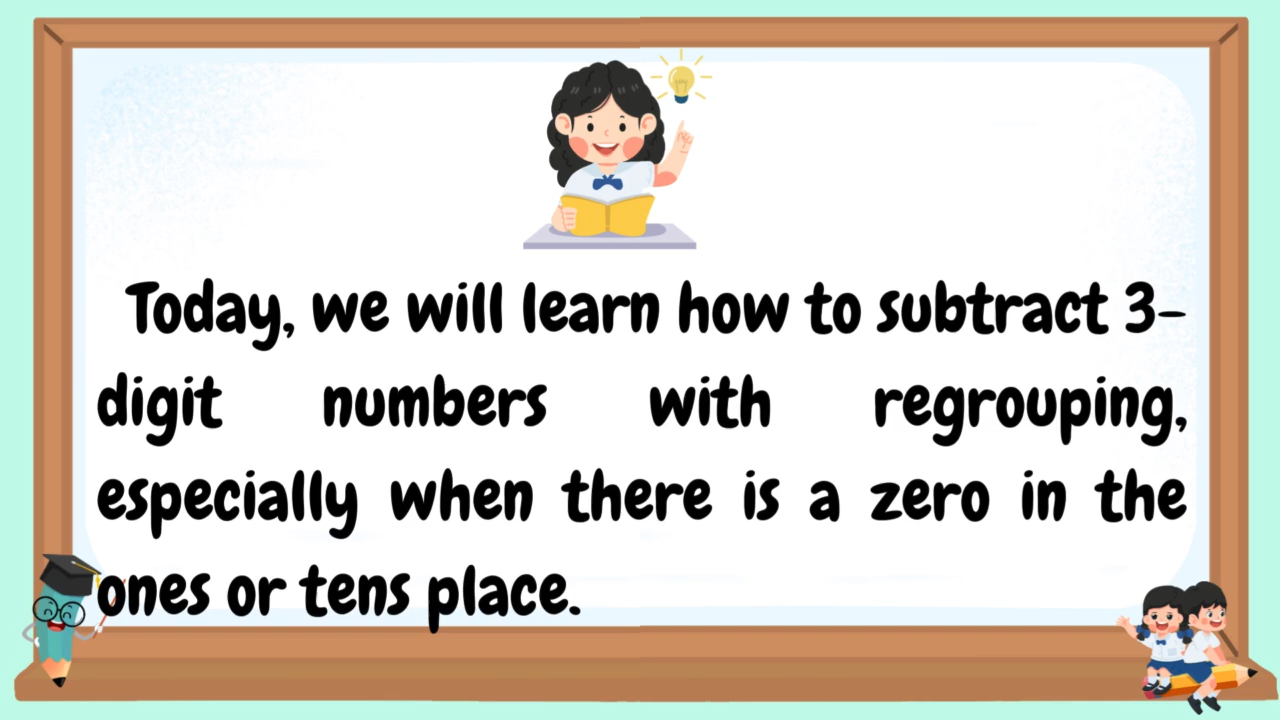 Today, we will learn how to subtract 3-
digit numbers with regrouping,
especially when there is a zero in the
ones or tens place.